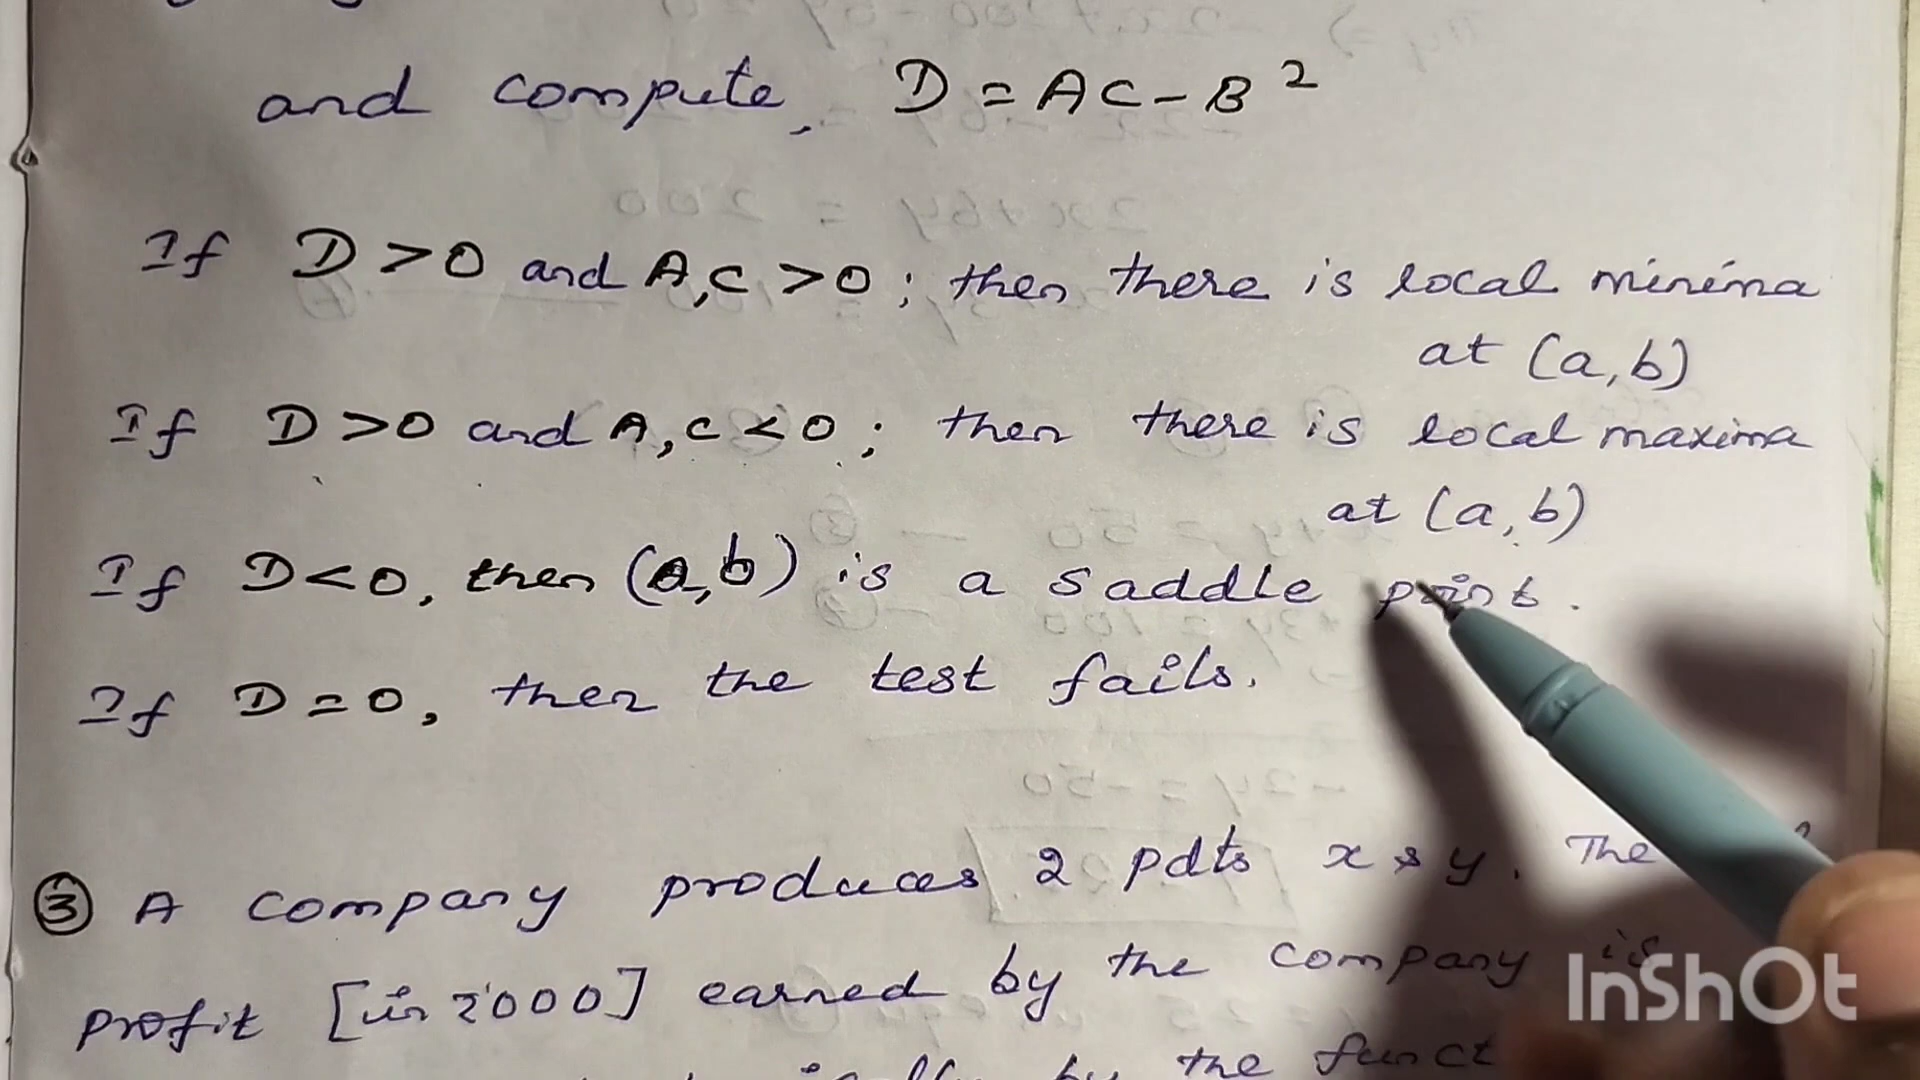 and compute, D = AC - B²
If D > 0 and A, C > 0 ; then there is local minima
at (a, b)
If D > 0 and A, C < 0 ; then there is local maxima
at (a, b)
If D < 0, then (a, b) is a saddle point.
If D = 0, then the test fails.
③ A company produces 2 pdts x & y. The
profit [in 2'000] earned by the company is
by the funct
InShOt